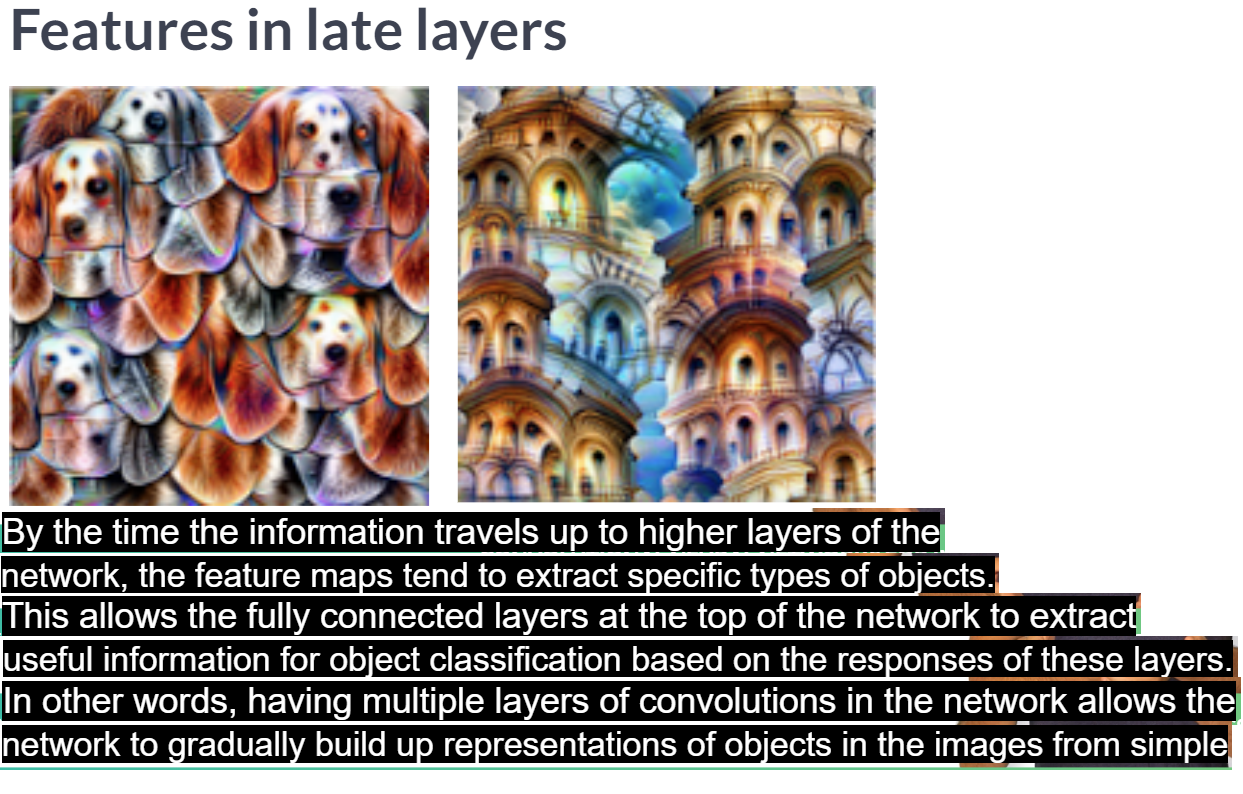 Features in late layers
By the time the information travels up to higher layers of the
network, the feature maps tend to extract specific types of objects.
This allows the fully connected layers at the top of the network to extract
useful information for object classification based on the responses of these layers.
In other words, having multiple layers of convolutions in the network allows the
network to gradually build up representations of objects in the images from simple